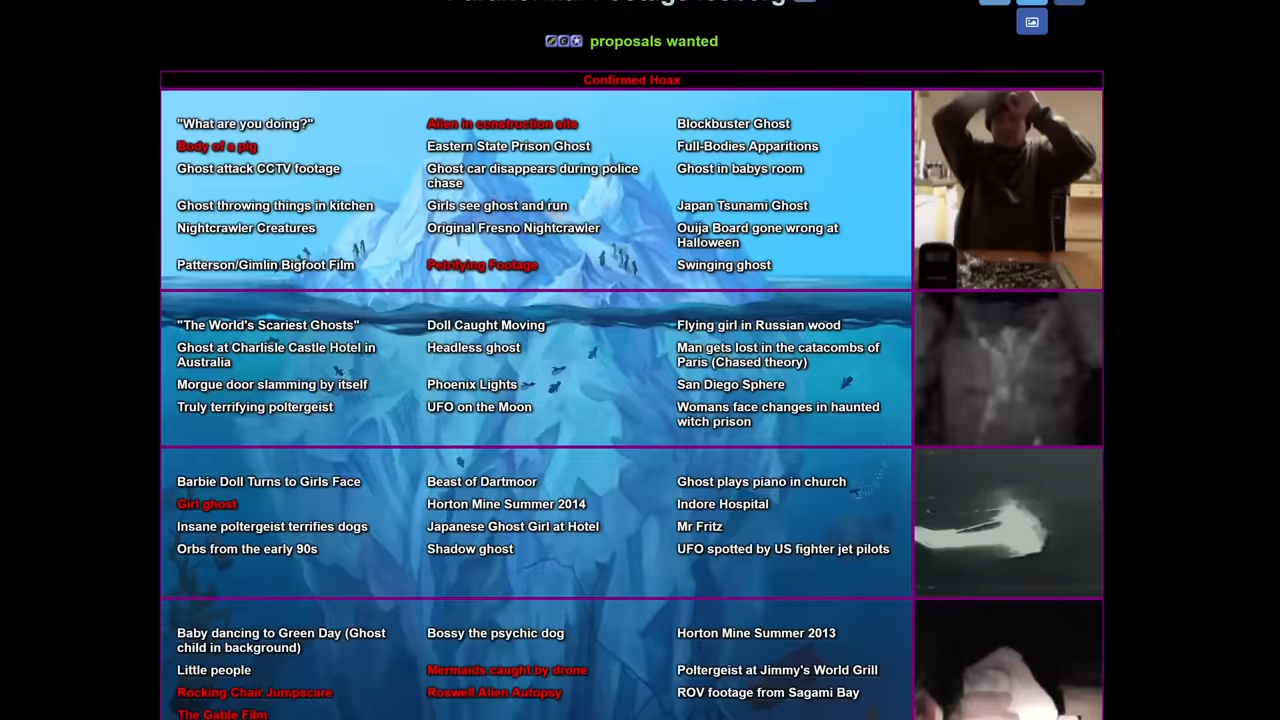 Paranormal Footage Iceberg
proposals wanted
Confirmed Hoax
"What are you doing?"
Alien in construction site
Blockbuster Ghost
Body of a pig
Eastern State Prison Ghost
Full-Bodies Apparitions
Ghost attack CCTV footage
Ghost car disappears during police
chase
Ghost in babys room
Ghost throwing things in kitchen
Girls see ghost and run
Japan Tsunami Ghost
Nightcrawler Creatures
Original Fresno Nightcrawler
Ouija Board gone wrong at
Halloween
Patterson/Gimlin Bigfoot Film
Petrifying Footage
Swinging ghost
"The World's Scariest Ghosts"
Doll Caught Moving
Flying girl in Russian wood
Ghost at Charlisle Castle Hotel in
Australia
Headless ghost
Man gets lost in the catacombs of
Paris (Chased theory)
Morgue door slamming by itself
Phoenix Lights
San Diego Sphere
Truly terrifying poltergeist
UFO on the Moon
Womans face changes in haunted
witch prison
Barbie Doll Turns to Girls Face
Beast of Dartmoor
Ghost plays piano in church
Girl ghost
Horton Mine Summer 2014
Indore Hospital
Insane poltergeist terrifies dogs
Japanese Ghost Girl at Hotel
Mr Fritz
Orbs from the early 90s
Shadow ghost
UFO spotted by US fighter jet pilots
Baby dancing to Green Day (Ghost
child in background)
Bossy the psychic dog
Horton Mine Summer 2013
Little people
Mermaids caught by drone
Poltergeist at Jimmy's World Grill
Rocking Chair Jumpscare
Roswell Alien Autopsy
ROV footage from Sagami Bay
The Gable Film